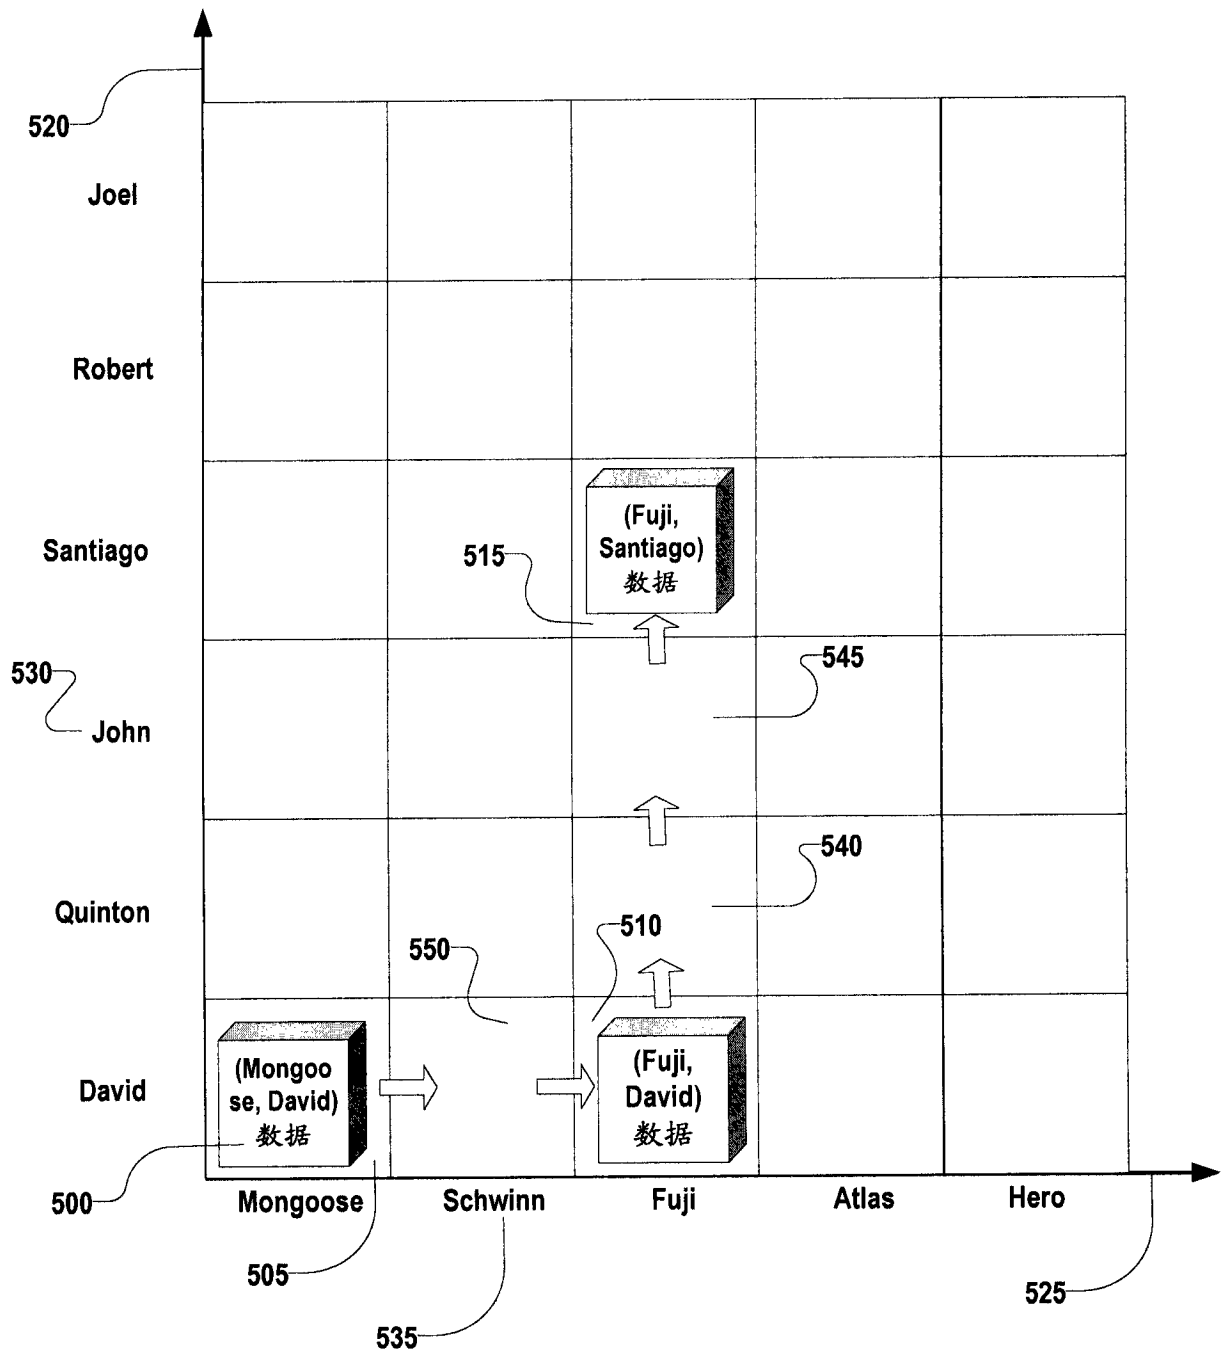 520
Joel
Robert
(Fuji,
Santiago)
数据
Santiago
515
530
545
John
540
Quinton
510
550
(Mongoo
se, David)
数据
(Fuji,
David)
数据
David
500
Mongoose
Schwinn
Fuji
Atlas
Hero
505
525
535